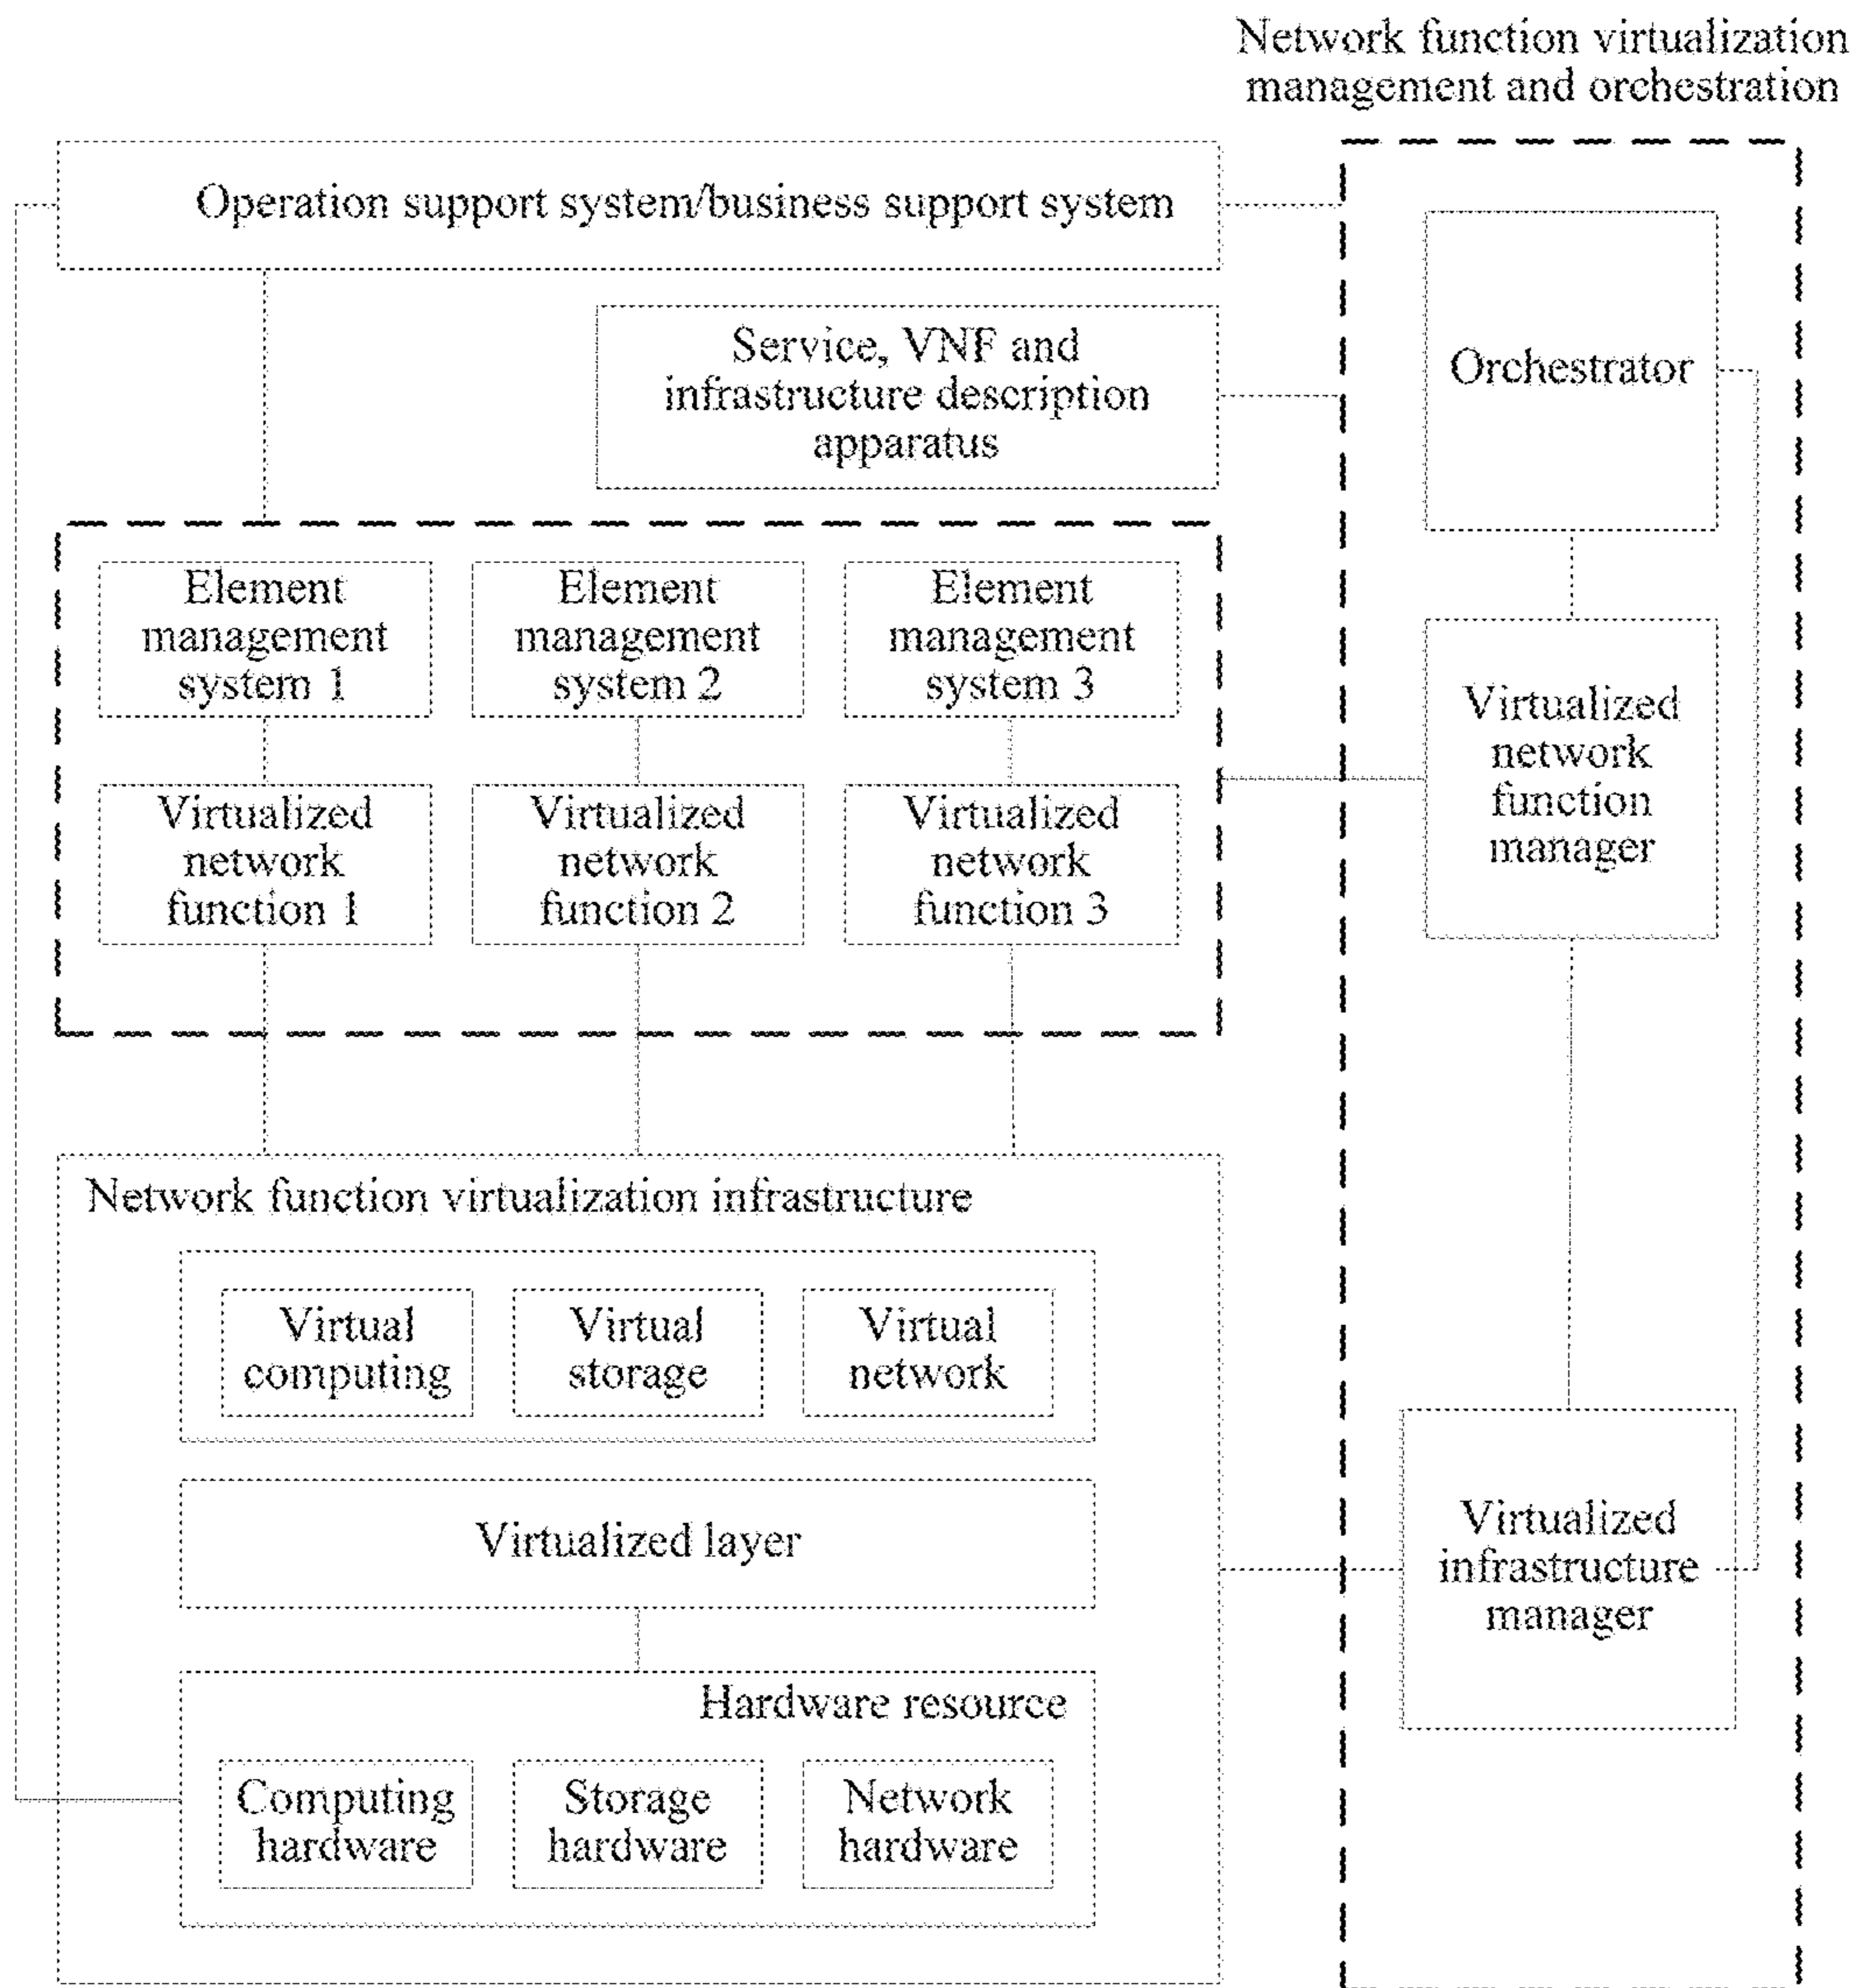 Network function virtualization
management and orchestration
Operation support system/business support system
Service, VNF and
infrastructure description
apparatus
Orchestrator
Element
management
system 1
Element
management
system 2
Element
management
system 3
Virtualized
network
function
manager
Virtualized
network
function 1
Virtualized
network
function 2
Virtualized
network
function 3
Network function virtualization infrastructure
Virtual
computing
Virtual
storage
Virtual
network
Virtualized layer
Virtualized
infrastructure
manager
Hardware resource
Computing
hardware
Storage
hardware
Network
hardware